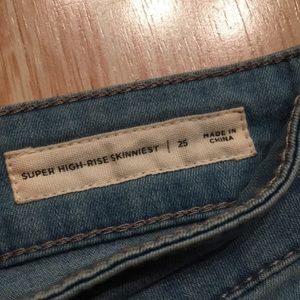 SUPER HIGH-RISE SKINNIEST | 25 MADE IN
CHINA